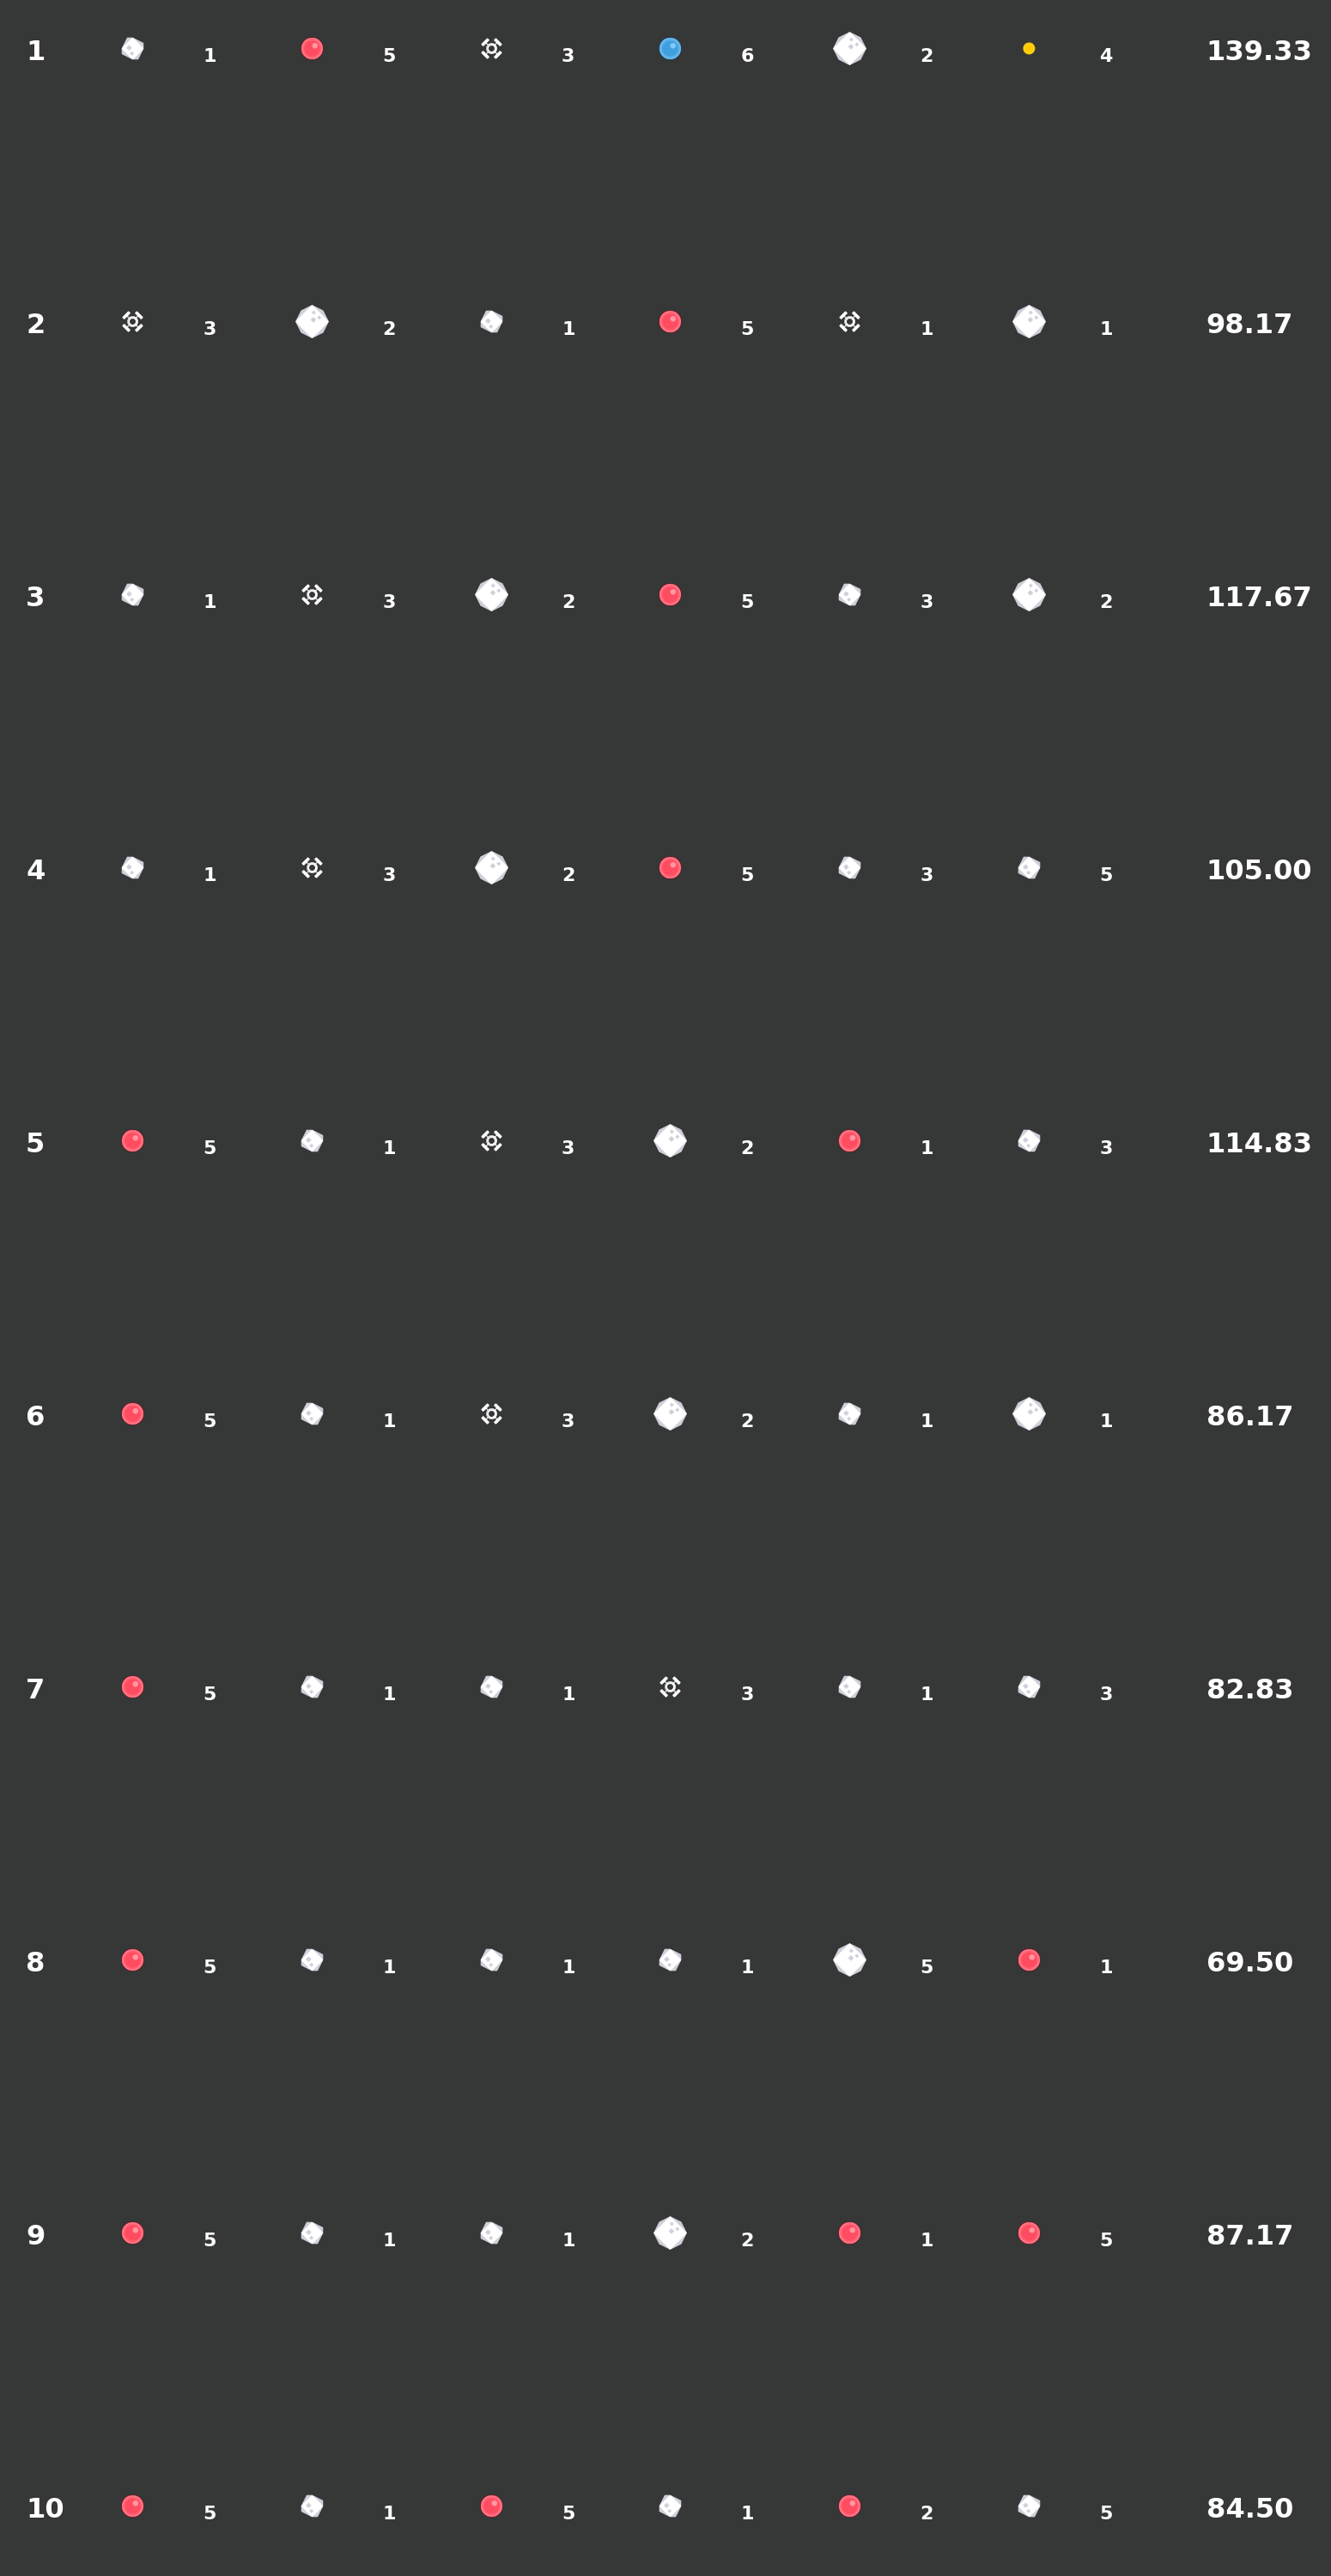 1 1 5 3 6 2 4 139.33
2 3 2 1 5 1 1 98.17
3 1 3 2 5 3 2 117.67
4 1 3 2 5 3 5 105.00
5 5 1 3 2 1 3 114.83
6 5 1 3 2 1 1 86.17
7 5 1 1 3 1 3 82.83
8 5 1 1 1 5 1 69.50
9 5 1 1 2 1 5 87.17
10 5 1 5 1 2 5 84.50